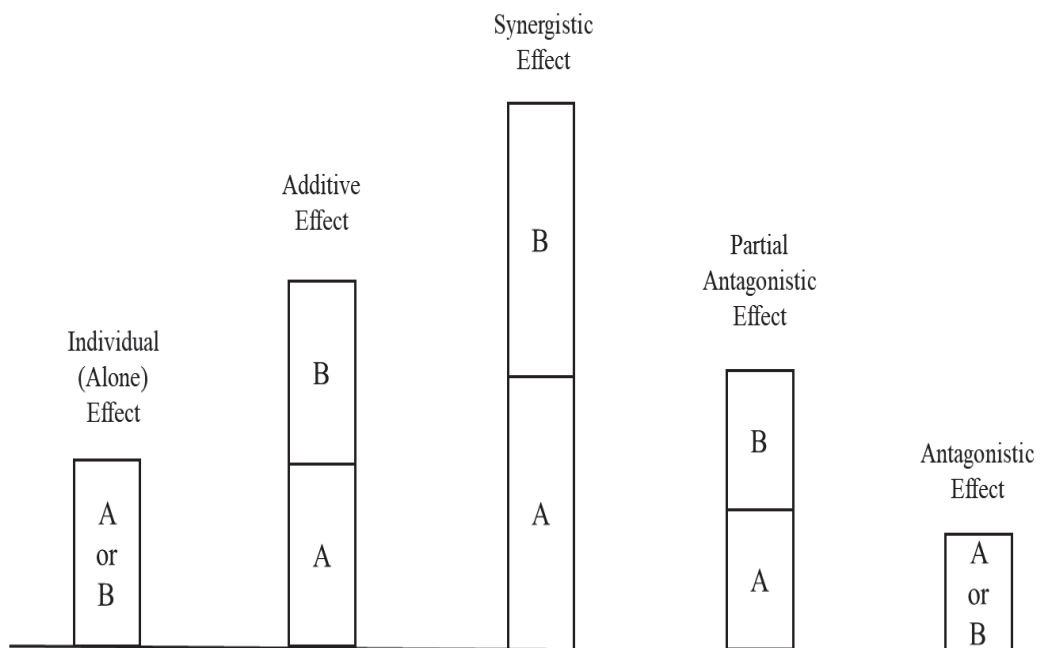 Synergistic
Effect
B
A
Additive
Effect
B
A
Partial
Antagonistic
Effect
B
A
Individual
(Alone)
Effect
A
or
B
Antagonistic
Effect
A
or
B